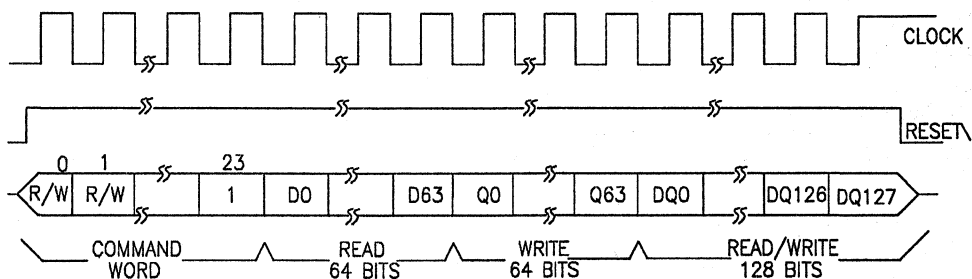 CLOCK
RESET\
0 1 23
R/W R/W 1 D0 D63 Q0 Q63 DQ0 DQ126 DQ127
COMMAND WORD READ 64 BITS WRITE 64 BITS READ/WRITE 128 BITS